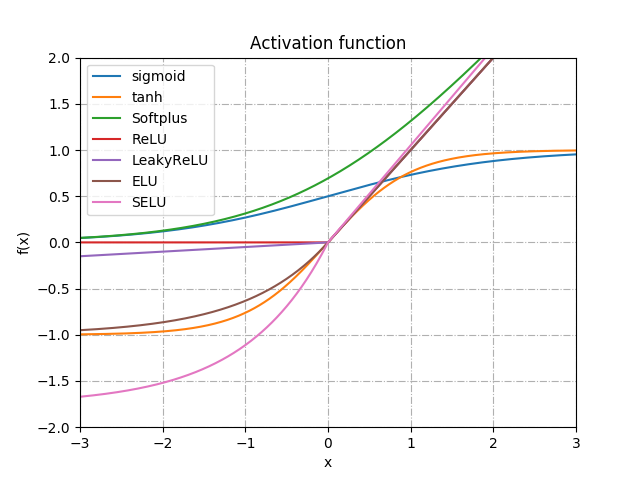 Activation function
sigmoid
tanh
Softplus
ReLU
LeakyReLU
ELU
SELU
2.0
1.5
1.0
0.5
0.0
−0.5
−1.0
−1.5
−2.0
f(x)
−3 −2 −1 0 1 2 3
x